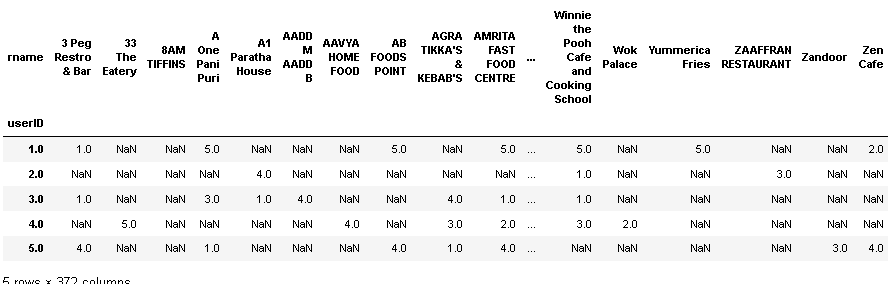 rname
3 Peg
Restro
& Bar
33
The
Eatery
8AM
TIFFINS
A
One
Pani
Puri
A1
Paratha
House
AADD
M
AADD
B
AAVYA
HOME
FOOD
AB
FOODS
POINT
AGRA
TIKKA'S
&
KEBAB'S
AMRITA
FAST
FOOD
CENTRE
...
Winnie
the
Pooh
Cafe
and
Cooking
School
Wok
Palace
Yummerica
Fries
ZAAFFRAN
RESTAURANT
Zandoor
Zen
Cafe
userID
1.0 1.0 NaN NaN 5.0 NaN NaN NaN 5.0 NaN 5.0 ... 5.0 NaN 5.0 NaN NaN 2.0
2.0 NaN NaN NaN NaN 4.0 NaN NaN NaN NaN NaN ... 1.0 NaN NaN 3.0 NaN NaN
3.0 1.0 NaN NaN 3.0 1.0 4.0 NaN NaN 4.0 1.0 ... 1.0 NaN NaN NaN NaN NaN
4.0 NaN 5.0 NaN NaN NaN NaN 4.0 NaN 3.0 2.0 ... 3.0 2.0 NaN NaN NaN NaN
5.0 4.0 NaN NaN 1.0 NaN NaN NaN 4.0 1.0 4.0 ... NaN NaN NaN NaN 3.0 4.0
5 rows × 372 columns